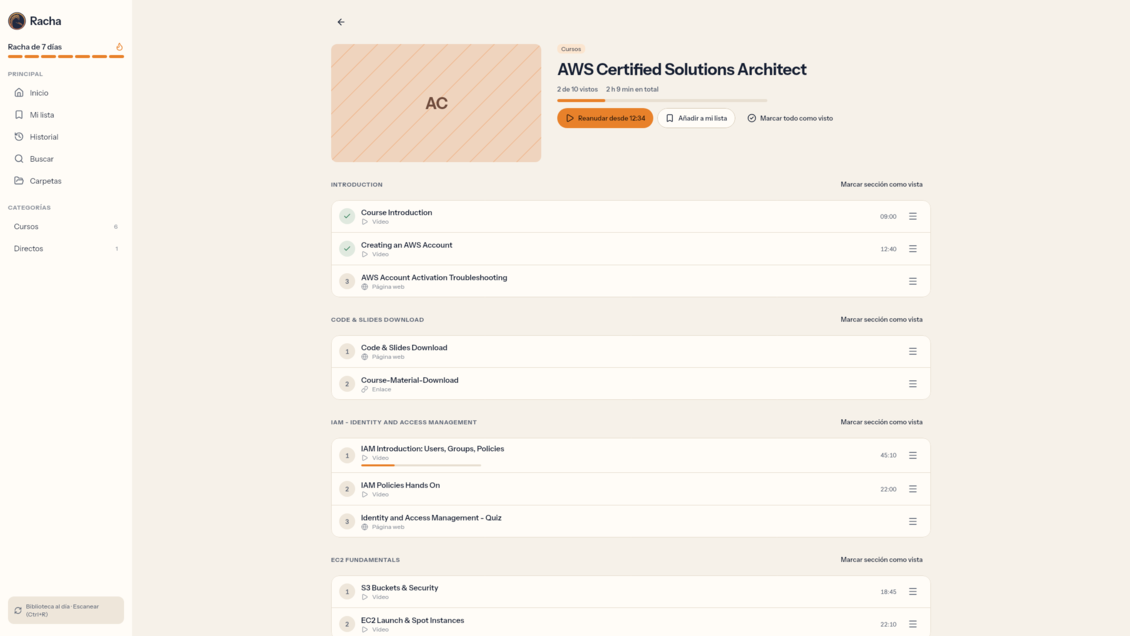 Racha
Racha de 7 días
PRINCIPAL
Inicio
Mi lista
Historial
Buscar
Carpetas
CATEGORÍAS
Cursos 6
Directos 1
Biblioteca al día · Escanear
(Ctrl+R)
AC
Cursos
AWS Certified Solutions Architect
2 de 10 vistos 2 h 9 min en total
Reanudar desde 12:34 Añadir a mi lista Marcar todo como visto
INTRODUCTION Marcar sección como vista
Course Introduction
Vídeo
09:00
Creating an AWS Account
Vídeo
12:40
3 AWS Account Activation Troubleshooting
Página web
CODE & SLIDES DOWNLOAD Marcar sección como vista
1 Code & Slides Download
Página web
2 Course-Material-Download
Enlace
IAM - IDENTITY AND ACCESS MANAGEMENT Marcar sección como vista
1 IAM Introduction: Users, Groups, Policies
Vídeo
45:10
2 IAM Policies Hands On
Vídeo
22:00
3 Identity and Access Management - Quiz
Página web
EC2 FUNDAMENTALS Marcar sección como vista
1 S3 Buckets & Security
Vídeo
18:45
2 EC2 Launch & Spot Instances
Vídeo
22:10